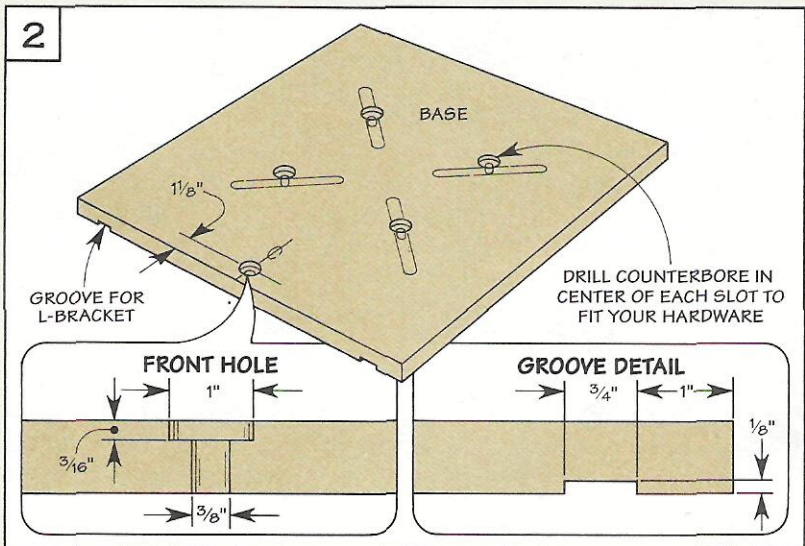 2
BASE
1 1/8"
GROOVE FOR
L-BRACKET
DRILL COUNTERBORE IN
CENTER OF EACH SLOT TO
FIT YOUR HARDWARE
FRONT HOLE
1"
3/16"
3/8"
GROOVE DETAIL
3/4"
1"
1/8"